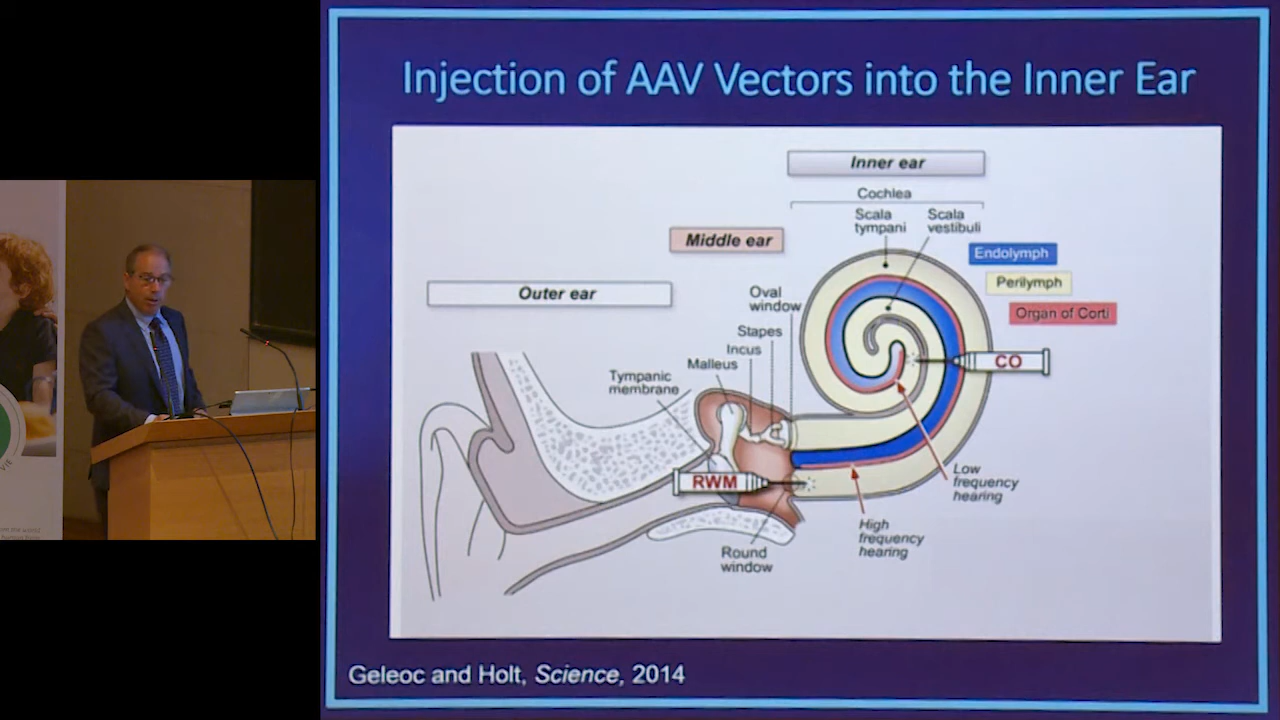 Injection of AAV Vectors into the Inner Ear
Inner ear
Cochlea
Scala
tympani
Scala
vestibuli
Middle ear
Endolymph
Perilymph
Organ of Corti
Outer ear
Oval
window
Stapes
Incus
Malleus
Tympanic
membrane
CO
RWM
Low
frequency
hearing
High
frequency
hearing
Round
window
Geleoc and Holt, Science, 2014